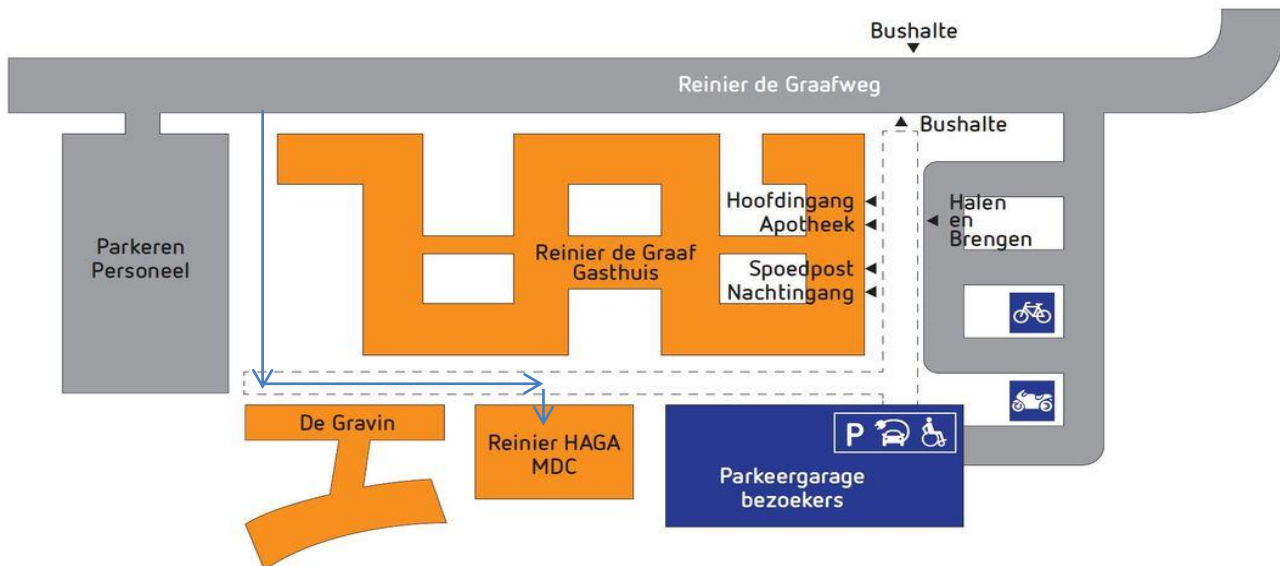 Bushalte
Reinier de Graafweg
Bushalte
Hoofdingang
Apotheek
Halen
en
Brengen
Parkeren
Personeel
Reinier de Graaf
Gasthuis
Spoedpost
Nachtingang
De Gravin
Reinier HAGA
MDC
P
Parkeergarage
bezoekers